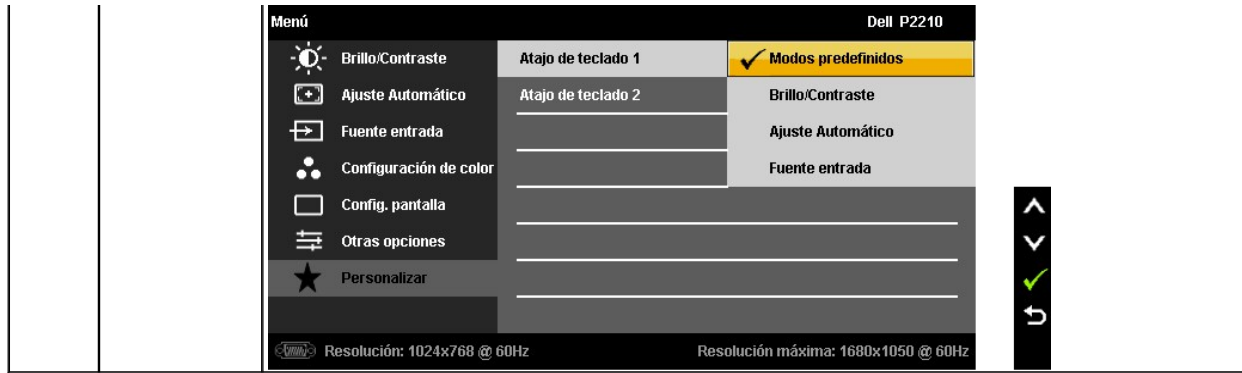 Menú Dell P2210
Brillo/Contraste Atajo de teclado 1 Modos predefinidos
Ajuste Automático Atajo de teclado 2 Brillo/Contraste
Fuente entrada Ajuste Automático
Configuración de color Fuente entrada
Config. pantalla
Otras opciones
Personalizar
Resolución: 1024x768 @ 60Hz Resolución máxima: 1680x1050 @ 60Hz